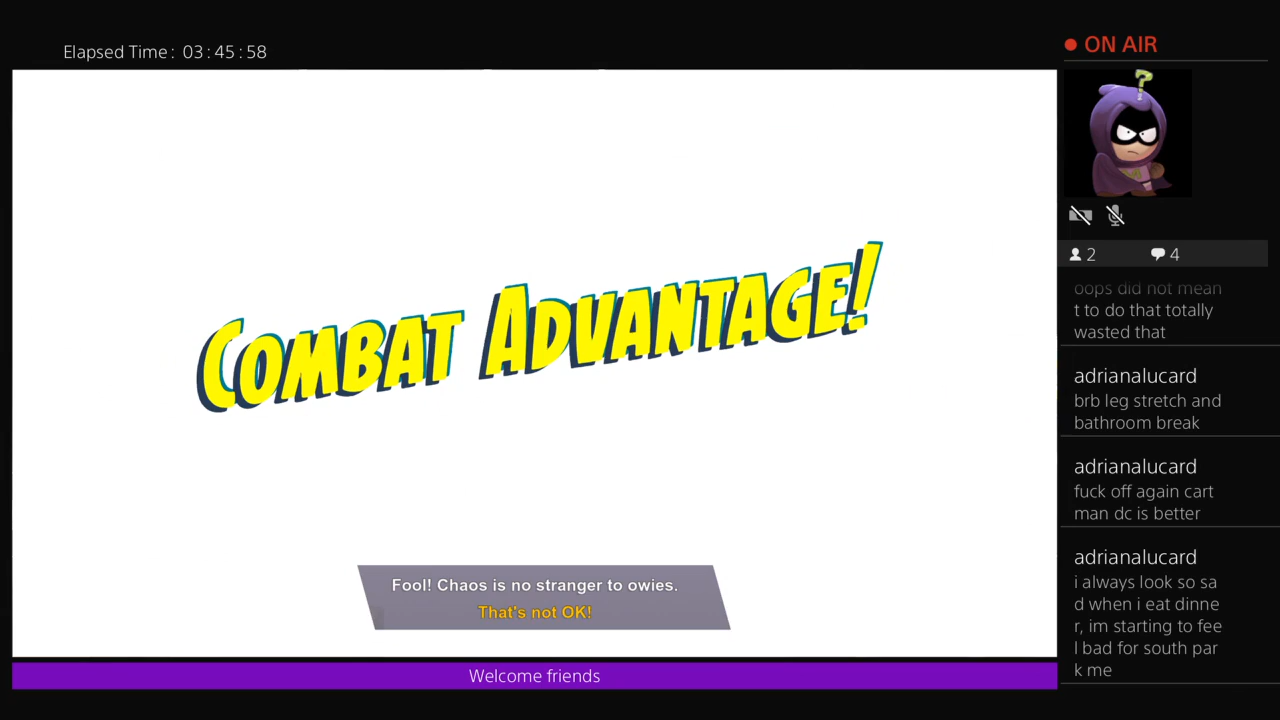 Elapsed Time: 03:45:58
ON AIR
?
2 4
oops did not mean
t to do that totally
wasted that
adrianalucard
brb leg stretch and
bathroom break
adrianalucard
fuck off again cart
man dc is better
adrianalucard
i always look so sa
d when i eat dinne
r, im starting to fee
l bad for south par
k me
COMBAT ADVANTAGE!
Fool! Chaos is no stranger to owies.
That's not OK!
Welcome friends